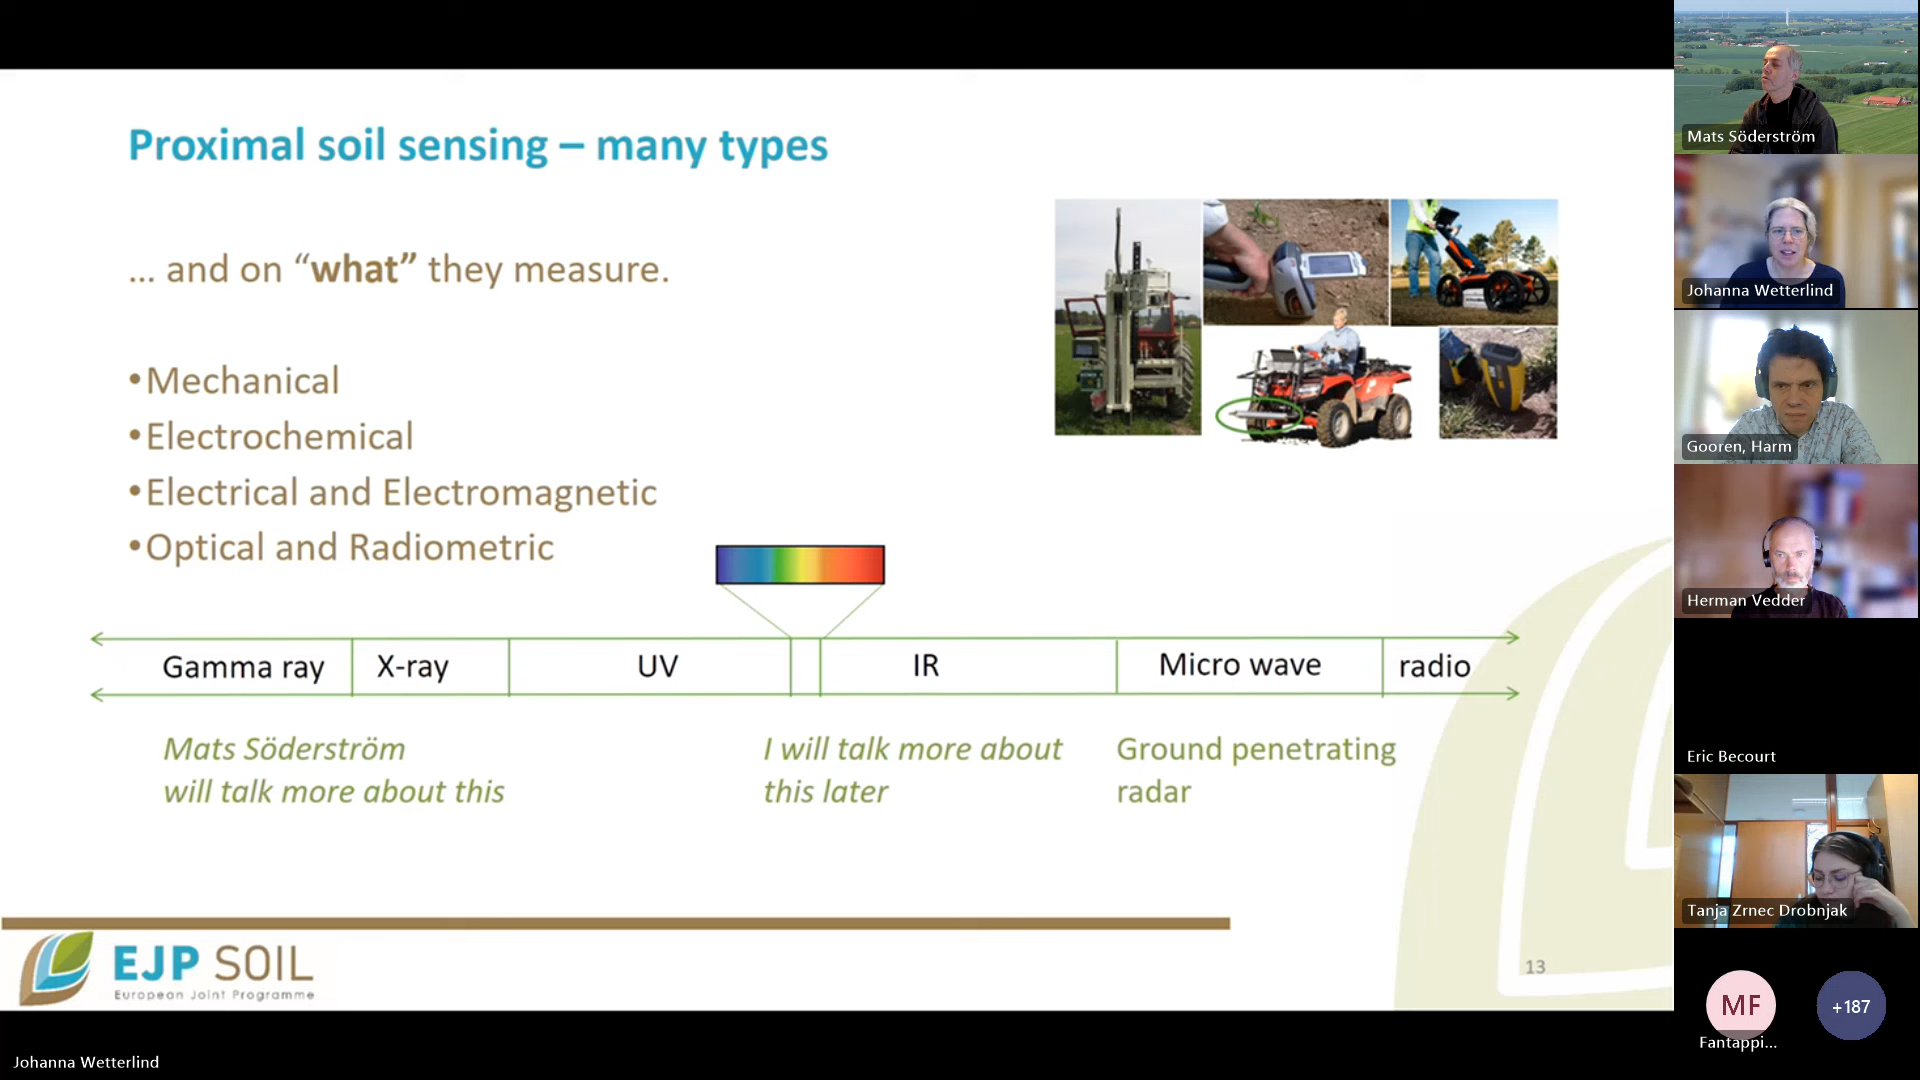 Proximal soil sensing – many types
... and on “what” they measure.
•Mechanical
•Electrochemical
•Electrical and Electromagnetic
•Optical and Radiometric
Gamma ray X-ray UV IR Micro wave radio
Mats Söderström
will talk more about this
I will talk more about
this later
Ground penetrating
radar
EJP SOIL
European Joint Programme
13
Johanna Wetterlind
Mats Söderström
Johanna Wetterlind
Gooren, Harm
Herman Vedder
Eric Becourt
Tanja Zrnec Drobnjak
MF
+187
Fantappi...